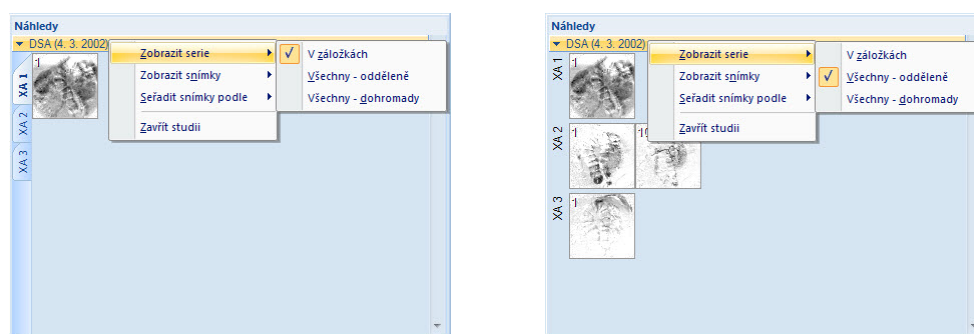 Náhledy
DSA (4. 3. 2002)
Zobrazit serie
Zobrazit snímky
Seřadit snímky podle
Zavřít studii
V záložkách
Všechny - odděleně
Všechny - dohromady
XA 1
XA 2
XA 3
1
Náhledy
DSA (4. 3. 2002)
Zobrazit serie
Zobrazit snímky
Seřadit snímky podle
Zavřít studii
V záložkách
Všechny - odděleně
Všechny - dohromady
XA 1
1
XA 2
1
XA 3
1